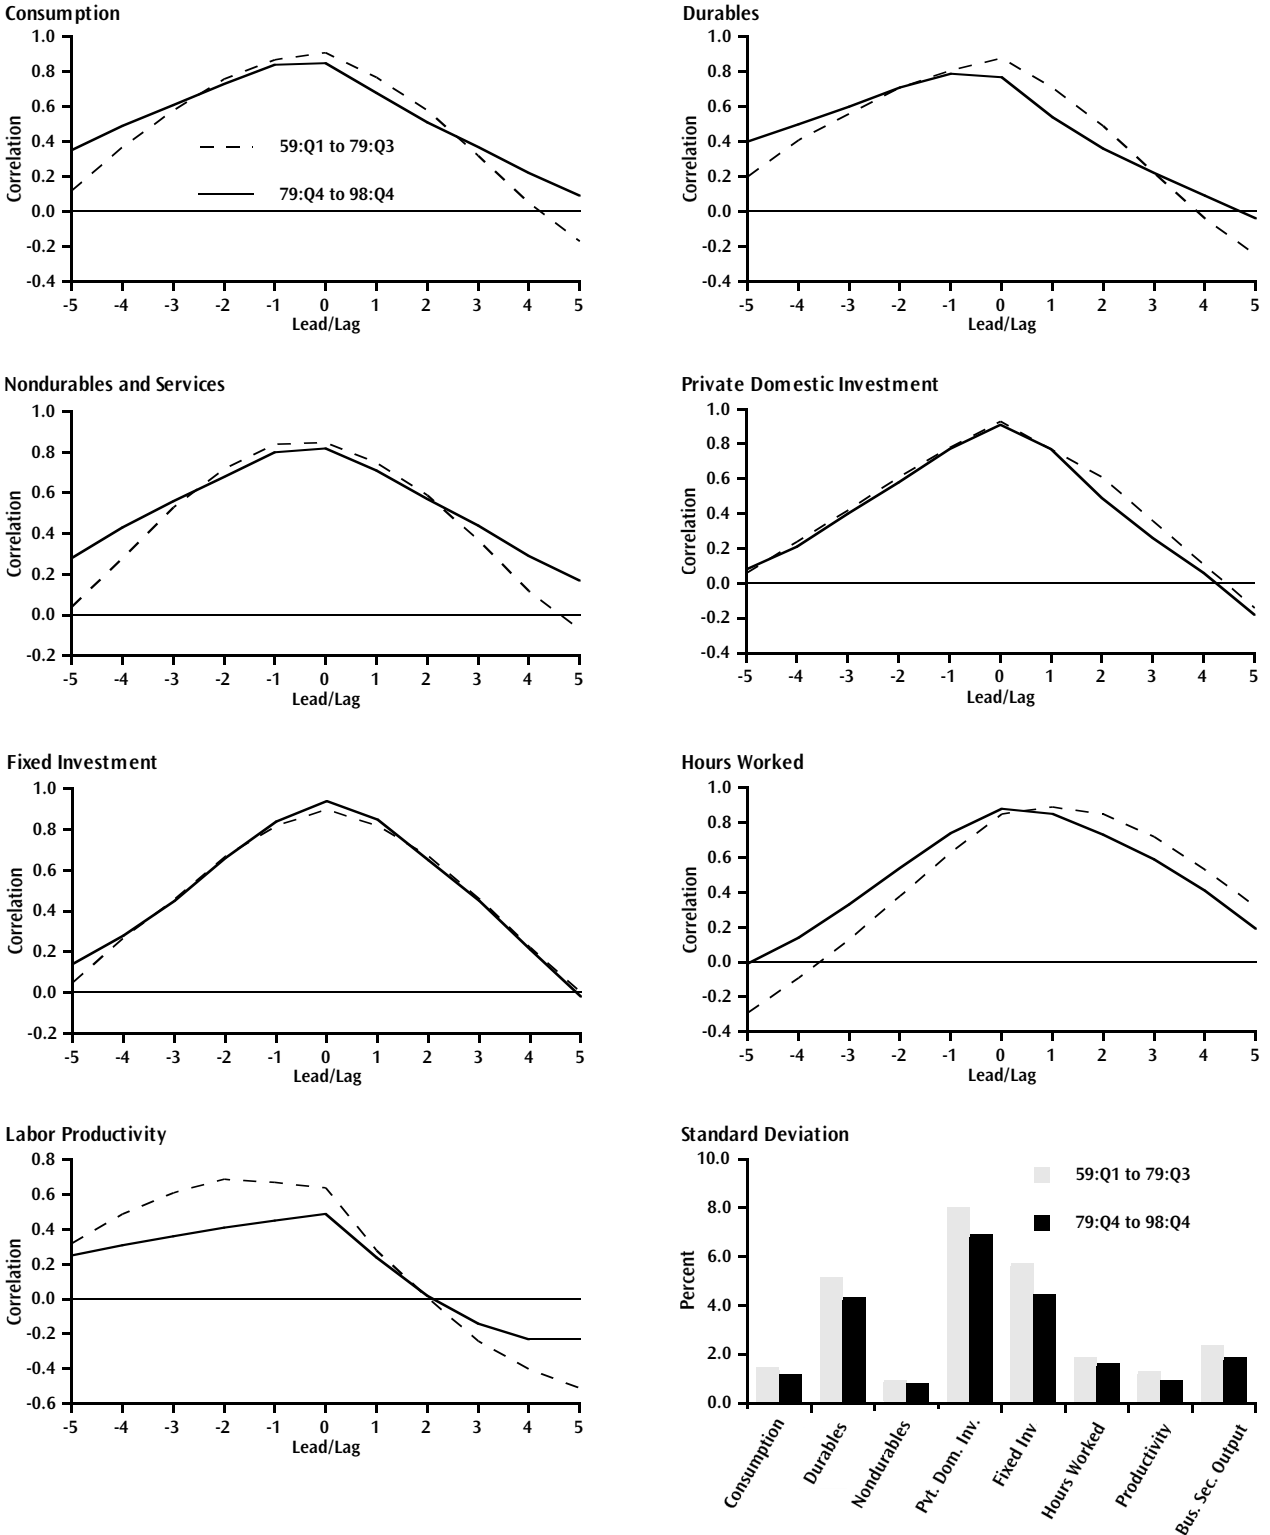 Consumption
1.0
0.8
0.6
0.4
0.2
0.0
-0.2
-0.4
Correlation
59:Q1 to 79:Q3
79:Q4 to 98:Q4
-5 -4 -3 -2 -1 0 1 2 3 4 5
Lead/Lag
Durables
1.0
0.8
0.6
0.4
0.2
0.0
-0.2
-0.4
Correlation
-5 -4 -3 -2 -1 0 1 2 3 4 5
Lead/Lag
Nondurables and Services
1.0
0.8
0.6
0.4
0.2
0.0
-0.2
Correlation
-5 -4 -3 -2 -1 0 1 2 3 4 5
Lead/Lag
Private Domestic Investment
1.0
0.8
0.6
0.4
0.2
0.0
-0.2
-0.4
Correlation
-5 -4 -3 -2 -1 0 1 2 3 4 5
Lead/Lag
Fixed Investment
1.0
0.8
0.6
0.4
0.2
0.0
-0.2
Correlation
-5 -4 -3 -2 -1 0 1 2 3 4 5
Lead/Lag
Hours Worked
1.0
0.8
0.6
0.4
0.2
0.0
-0.2
-0.4
Correlation
-5 -4 -3 -2 -1 0 1 2 3 4 5
Lead/Lag
Labor Productivity
0.8
0.6
0.4
0.2
0.0
-0.2
-0.4
-0.6
Correlation
-5 -4 -3 -2 -1 0 1 2 3 4 5
Lead/Lag
Standard Deviation
10.0
8.0
6.0
4.0
2.0
0.0
Percent
59:Q1 to 79:Q3
79:Q4 to 98:Q4
Consumption
Durables
Nondurables
Pvt. Dom. Inv.
Fixed Inv
Hours Worked
Productivity
Bus. Sec. Output